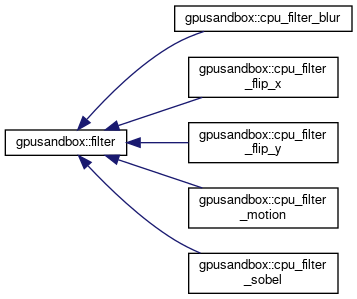 gpusandbox::cpu_filter_blur
gpusandbox::cpu_filter
_flip_x
gpusandbox::filter
gpusandbox::cpu_filter
_flip_y
gpusandbox::cpu_filter
_motion
gpusandbox::cpu_filter
_sobel